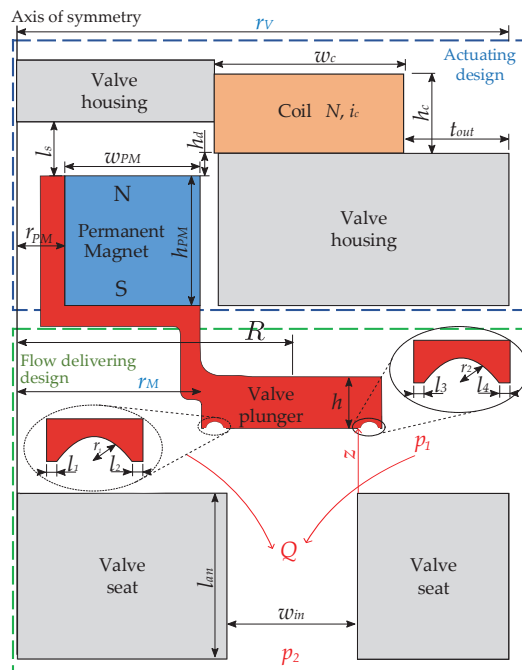 Axis of symmetry
r_V
w_c
Actuating
design
Valve
housing
Coil N, i_c
h_c
h_d
t_out
l_s
w_PM
N
r_PM
Permanent
Magnet
h_PM
S
Valve
housing
R
Flow delivering
design
r_M
Valve
plunger
h
l_3
r_2
l_4
l_1
r_1
l_2
z
p_1
Q
Valve
seat
l_an
Valve
seat
w_in
p_2